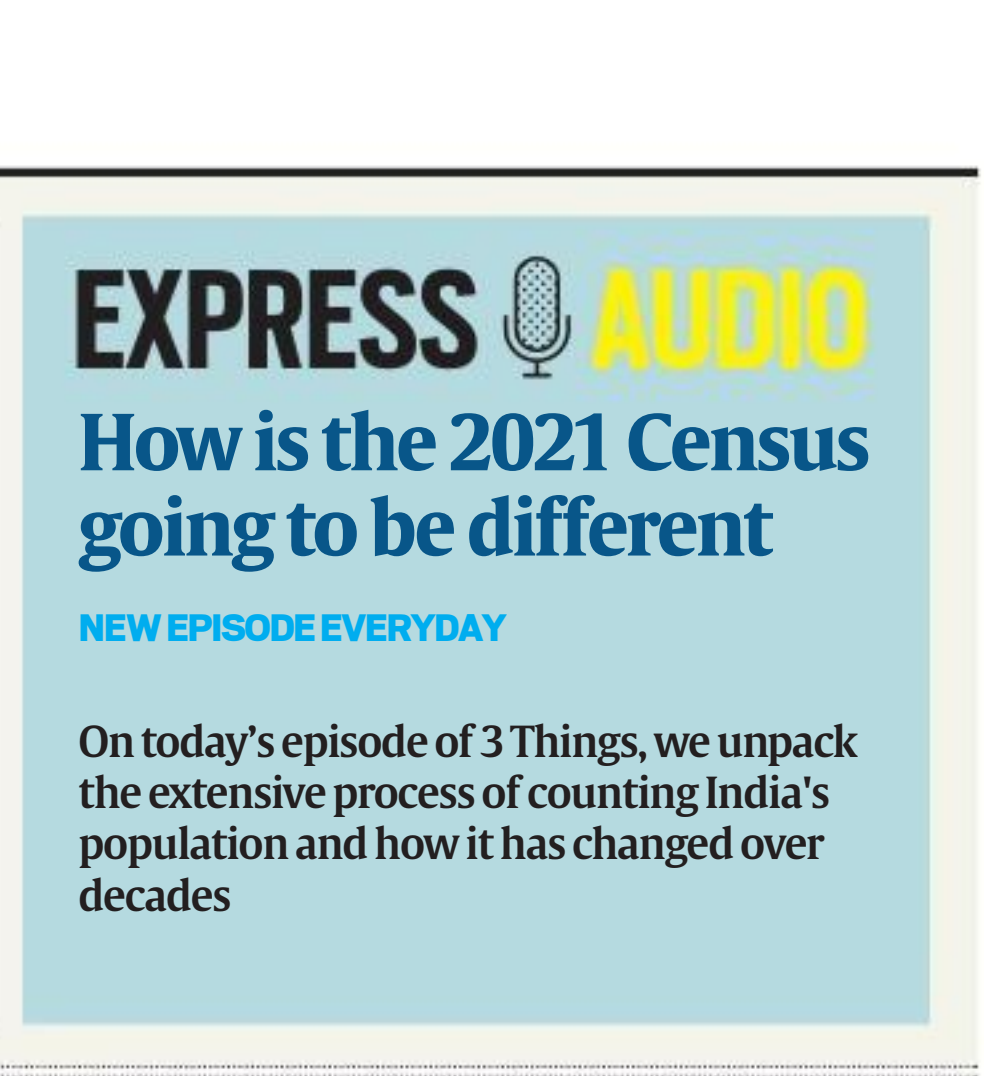 EXPRESS AUDIO
How is the 2021 Census
going to be different
NEW EPISODE EVERYDAY
On today’s episode of 3 Things, we unpack
the extensive process of counting India's
population and how it has changed over
decades